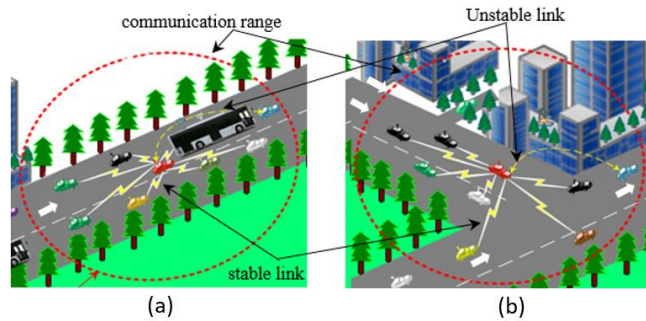 communication range
Unstable link
stable link
(a)
(b)